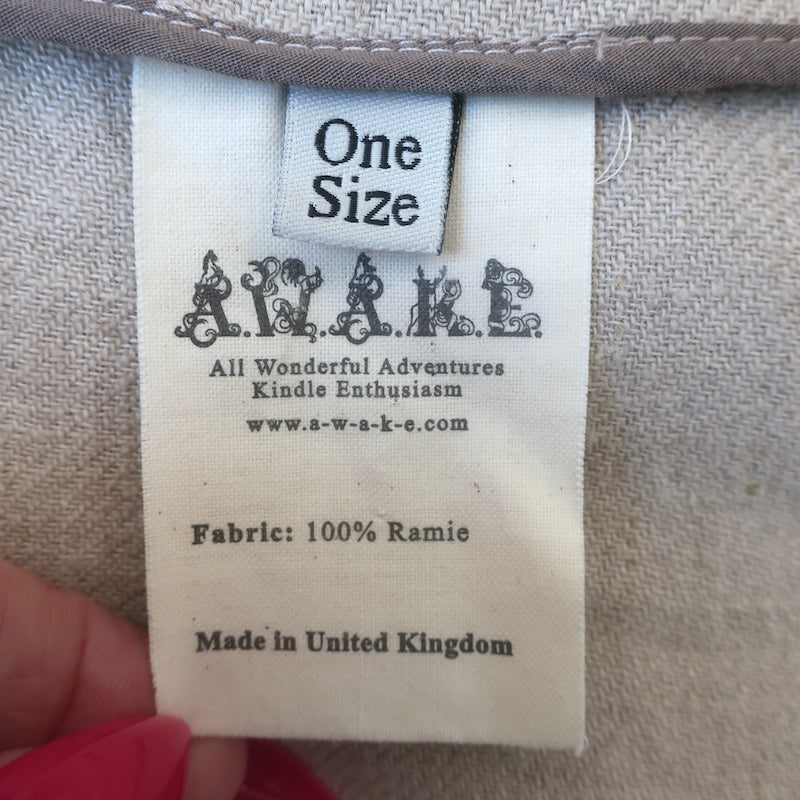 One
Size
A.W.A.K.E.
All Wonderful Adventures
Kindle Enthusiasm
www.a-w-a-k-e.com
Fabric: 100% Ramie
Made in United Kingdom